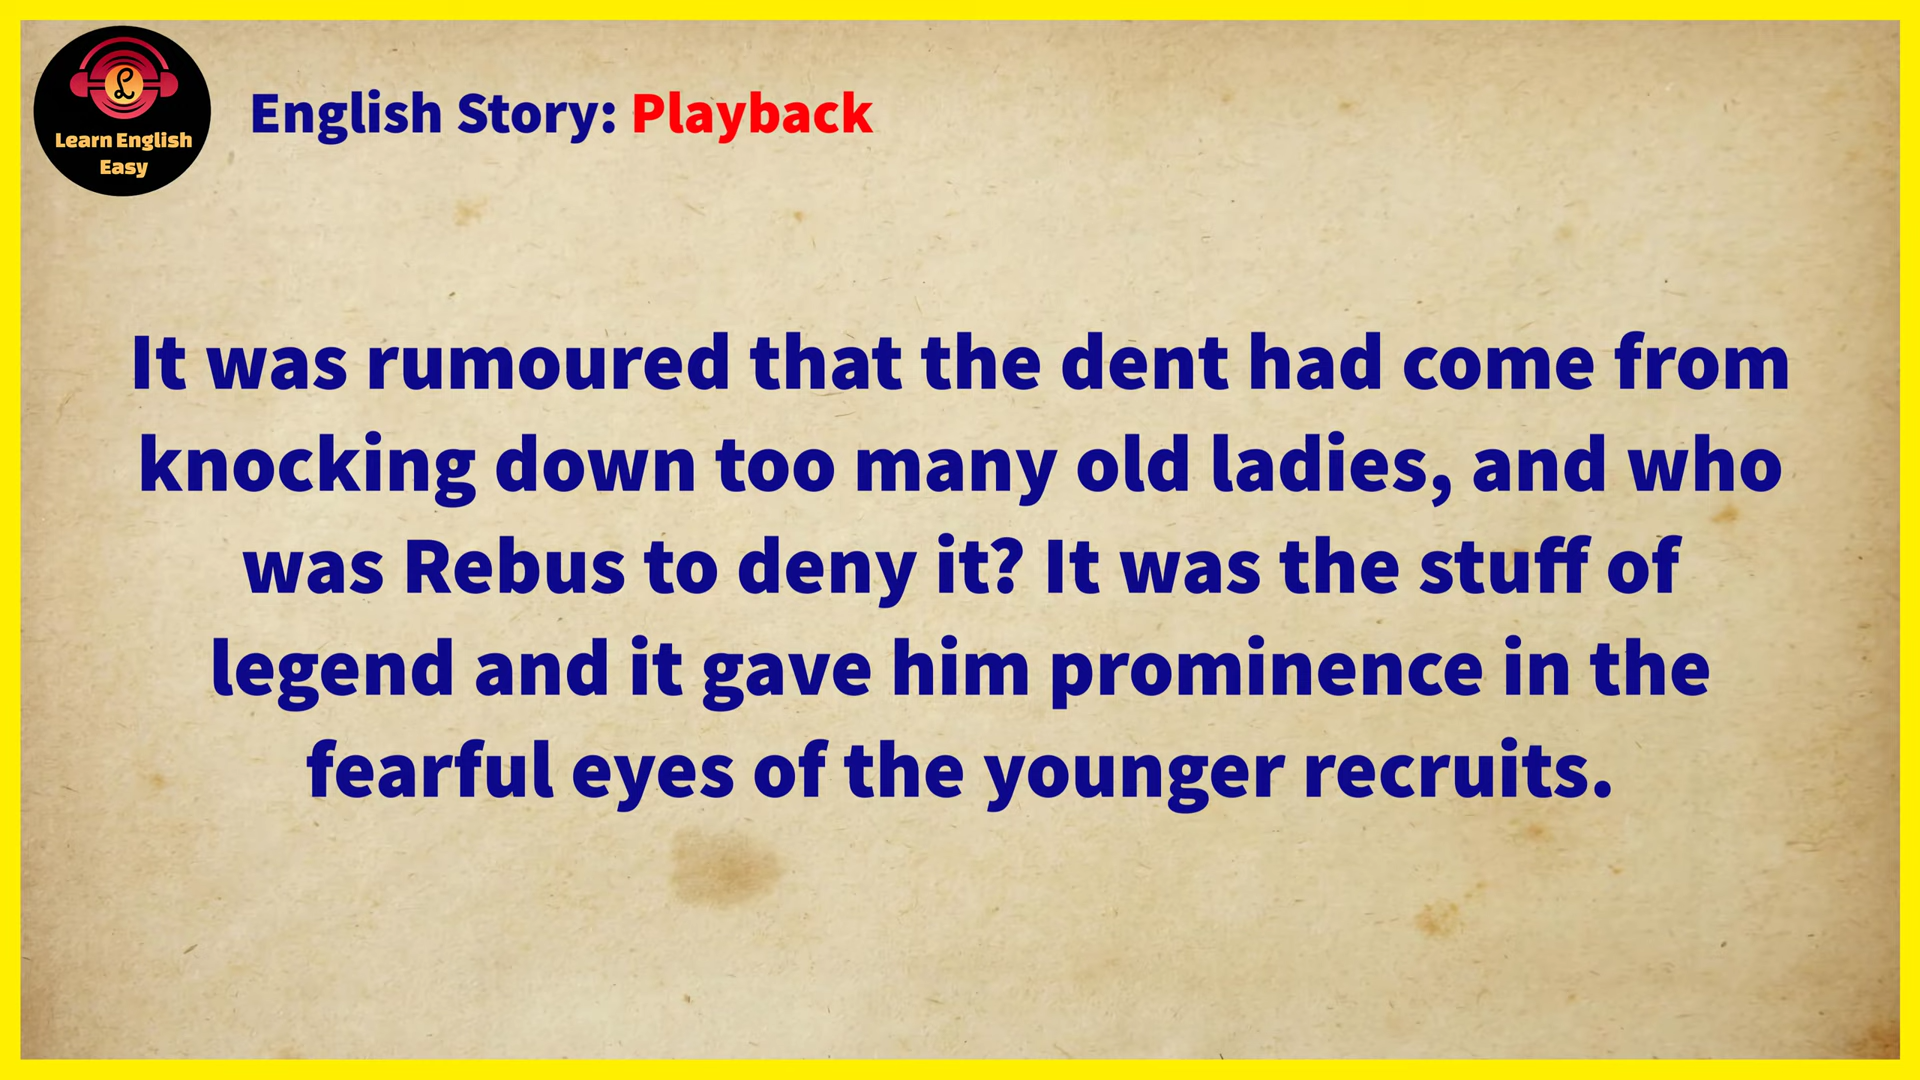 Learn English
Easy
English Story: Playback
It was rumoured that the dent had come from
knocking down too many old ladies, and who
was Rebus to deny it? It was the stuff of
legend and it gave him prominence in the
fearful eyes of the younger recruits.